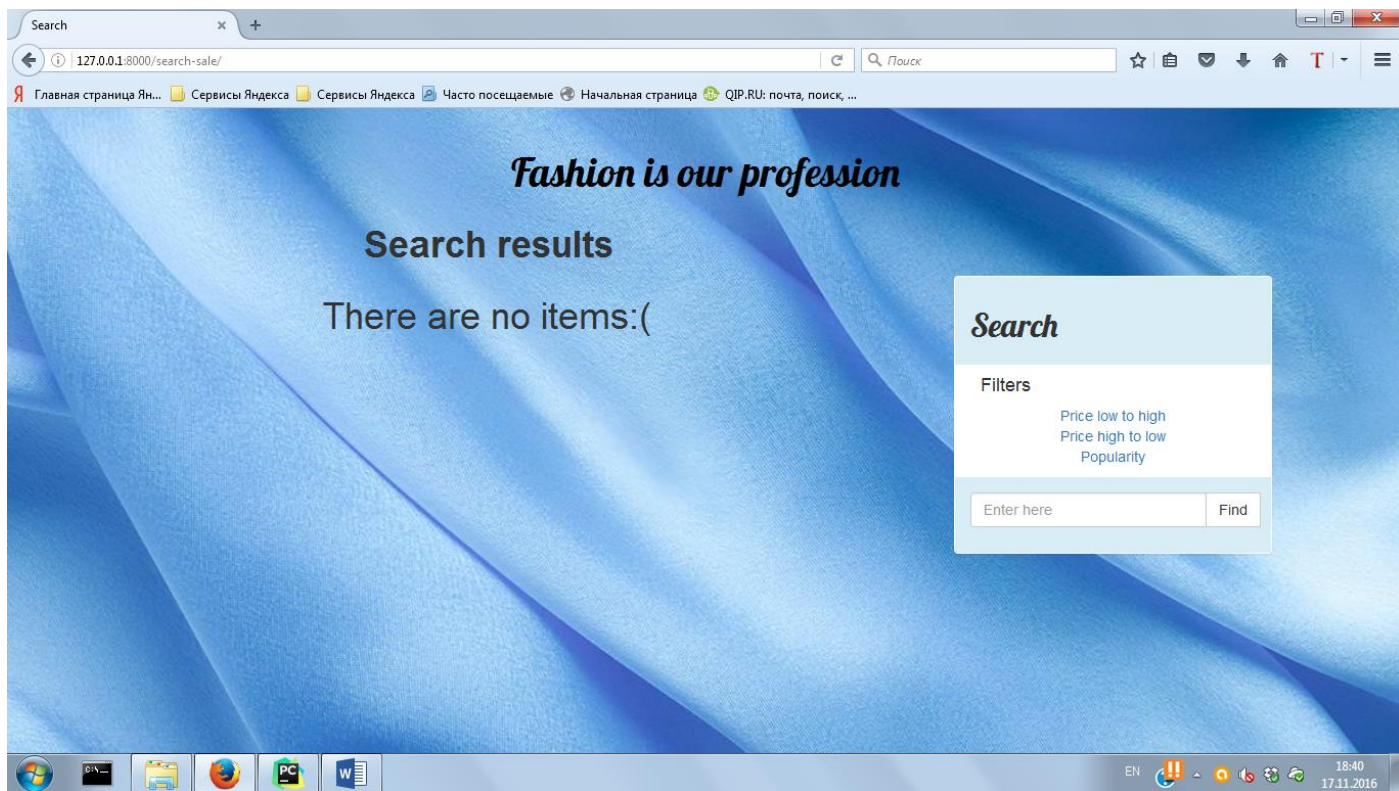 Search
127.0.0.1:8000/search-sale/
Поиск
Главная страница Ян... Сервисы Яндекса Сервисы Яндекса Часто посещаемые Начальная страница QIP.RU: почта, поиск, ...
Fashion is our profession
Search results
There are no items:(
Search
Filters
Price low to high
Price high to low
Popularity
Enter here Find
C:\_
PC
W
EN
18:40
17.11.2016